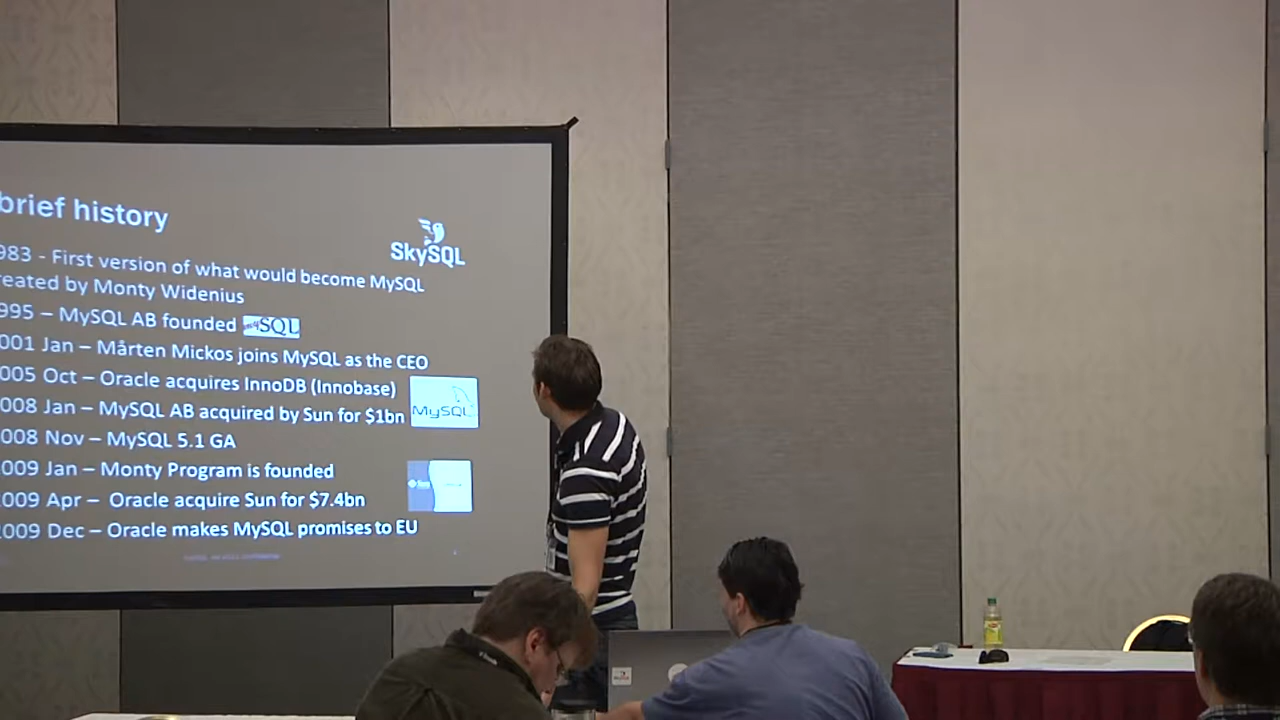 brief history
SkySQL
983 - First version of what would become MySQL
reated by Monty Widenius
995 – MySQL AB founded
mySQL
001 Jan – Mårten Mickos joins MySQL as the CEO
005 Oct – Oracle acquires InnoDB (Innobase)
008 Jan – MySQL AB acquired by Sun for $1bn
MySQL
008 Nov – MySQL 5.1 GA
009 Jan – Monty Program is founded
2009 Apr – Oracle acquire Sun for $7.4bn
2009 Dec – Oracle makes MySQL promises to EU